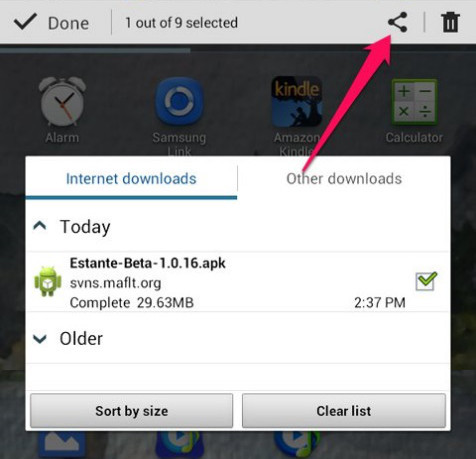 Done
1 out of 9 selected
kindle
Alarm
Samsung
Link
Amazon
Kindle
Calculator
Internet downloads
Other downloads
Today
Estante-Beta-1.0.16.apk
svns.maflt.org
Complete 29.63MB
2:37 PM
Older
Sort by size
Clear list